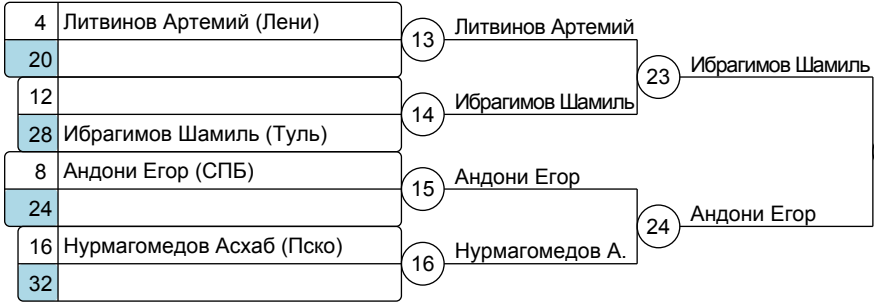 4 Литвинов Артемий (Лени)
20
13 Литвинов Артемий
12
28 Ибрагимов Шамиль (Туль)
14 Ибрагимов Шамиль
23 Ибрагимов Шамиль
8 Андони Егор (СПБ)
24
15 Андони Егор
16 Нурмагомедов Асхаб (Пско)
32
16 Нурмагомедов А.
24 Андони Егор